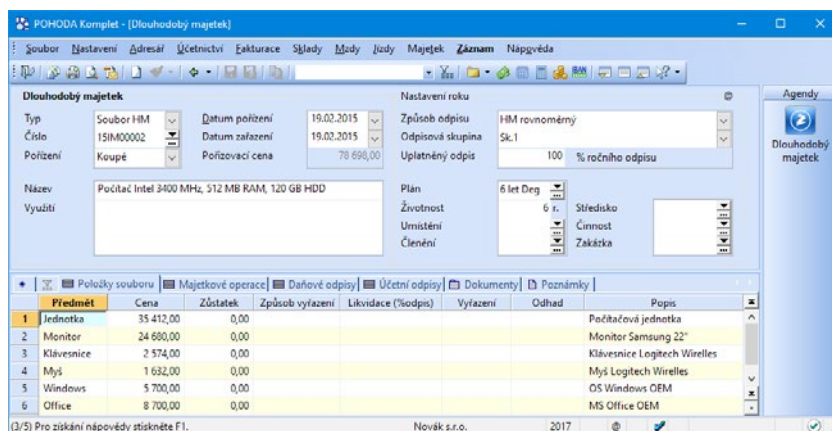 POHODA Komplet - [Dlouhodobý majetek]
Soubor Nastavení Adresář Účetnictví Fakturace Sklady Mzdy Jízdy Majetek Záznam Nápověda
Dlouhodobý majetek Nastavení roku Agendy
Typ Soubor HM Datum pořízení 19.02.2015 Způsob odpisu HM rovnoměrný
Číslo 15IM00002 Datum zařazení 19.02.2015 Odpisová skupina Sk.1
Pořízení Koupě Pořizovací cena 78 698,00 Uplatněný odpis 100 % ročního odpisu
Dlouhodobý majetek
Název Počítač Intel 3400 MHz, 512 MB RAM, 120 GB HDD Plán 6 let Deg
Využití Životnost 6 r. Středisko
Umístění Činnost
Členění Zakázka
Položky souboru Majetkové operace Daňové odpisy Účetní odpisy Dokumenty Poznámky
Předmět Cena Zůstatek Způsob vyřazení Likvidace (%odpis) Vyřazení Odhad Popis
1 Jednotka 35 412,00 0,00 Počítačová jednotka
2 Monitor 24 680,00 0,00 Monitor Samsung 22"
3 Klávesnice 2 574,00 0,00 Klávesnice Logitech Wirelles
4 Myš 1 632,00 0,00 Myš Logitech Wirelles
5 Windows 5 700,00 0,00 OS Windows OEM
6 Office 8 700,00 0,00 MS Office OEM
(3/5) Pro získání nápovědy stiskněte F1. Novák s.r.o. 2017 @